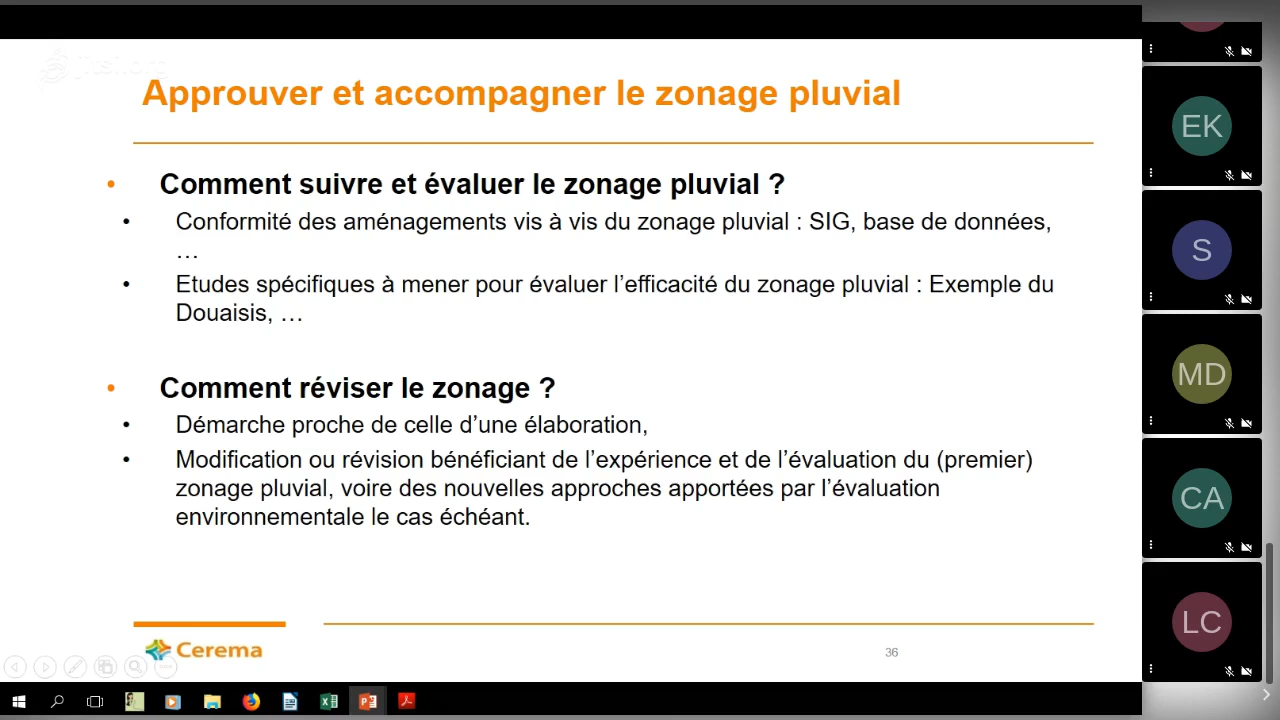 Approuver et accompagner le zonage pluvial
• Comment suivre et évaluer le zonage pluvial ?
• Conformité des aménagements vis à vis du zonage pluvial : SIG, base de données,
…
• Etudes spécifiques à mener pour évaluer l’efficacité du zonage pluvial : Exemple du
Douaisis, …
• Comment réviser le zonage ?
• Démarche proche de celle d’une élaboration,
• Modification ou révision bénéficiant de l’expérience et de l’évaluation du (premier)
zonage pluvial, voire des nouvelles approches apportées par l’évaluation
environnementale le cas échéant.
Cerema
36
EK
S
MD
CA
LC